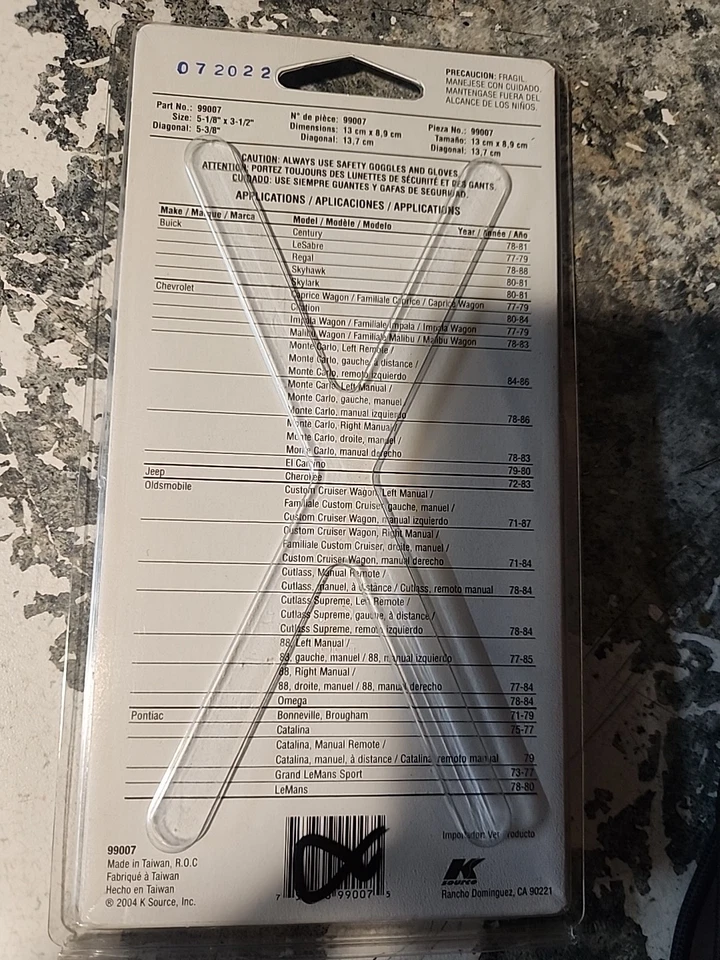 072022
PRECAUCION: FRAGIL.
MANEJESE CON CUIDADO.
MANTENGASE FUERA DEL
ALCANCE DE LOS NIÑOS.
Part No.: 99007
Size: 5-1/8" x 3-1/2"
Diagonal: 5-3/8"
N° de pièce: 99007
Dimensions: 13 cm x 8,9 cm
Diagonal: 13,7 cm
Pieza No.: 99007
Tamaño: 13 cm x 8,9 cm
Diagonal: 13,7 cm
CAUTION: ALWAYS USE SAFETY GOGGLES AND GLOVES.
ATTENTION: PORTEZ TOUJOURS DES LUNETTES DE SÉCURITÉ ET DES GANTS.
CUIDADO: USE SIEMPRE GUANTES Y GAFAS DE SEGURIDAD.
APPLICATIONS / APLICACIONES / APPLICATIONS
Make / Marque / Marca Model / Modèle / Modelo Year / Année / Año
Buick Century 78-81
LeSabre 77-79
Regal 78-88
Skyhawk 80-81
Skylark 80-81
Chevrolet Caprice Wagon / Familiale Caprice / Caprice Wagon 77-79
Citation 80-84
Impala Wagon / Familiale Impala / Impala Wagon 77-79
Malibu Wagon / Familiale Malibu / Malibu Wagon 78-83
Monte Carlo, Left Remote /
Monte Carlo, gauche, à distance /
Monte Carlo, remoto izquierdo 84-86
Monte Carlo, Left Manual /
Monte Carlo, gauche, manuel /
Monte Carlo, manual izquierdo 78-86
Monte Carlo, Right Manual /
Monte Carlo, droite, manuel /
Monte Carlo, manual derecho 78-83
El Camino 79-80
Jeep Cherokee 72-83
Oldsmobile Custom Cruiser Wagon, Left Manual /
Familiale Custom Cruiser, gauche, manuel /
Custom Cruiser Wagon, manual izquierdo 71-87
Custom Cruiser Wagon, Right Manual /
Familiale Custom Cruiser, droite, manuel /
Custom Cruiser Wagon, manual derecho 71-84
Cutlass, Manual Remote /
Cutlass, manuel, à distance / Cutlass, remoto manual 78-84
Cutlass Supreme, Left Remote /
Cutlass Supreme, gauche, à distance /
Cutlass Supreme, remoto izquierdo 78-84
88, Left Manual /
88, gauche, manuel / 88, manual izquierdo 77-85
88, Right Manual /
88, droite, manuel / 88, manual derecho 77-84
Omega 78-84
Pontiac Bonneville, Brougham 71-79
Catalina 75-77
Catalina, Manual Remote /
Catalina, manuel, à distance / Catalina, remoto manual 79
Grand LeMans Sport 73-77
LeMans 78-80
99007
Made in Taiwan, R.O.C
Fabriqué à Taiwan
Hecho en Taiwan
® 2004 K Source, Inc.
7 99007 5
K
SOURCE
Rancho Dominguez, CA 90221